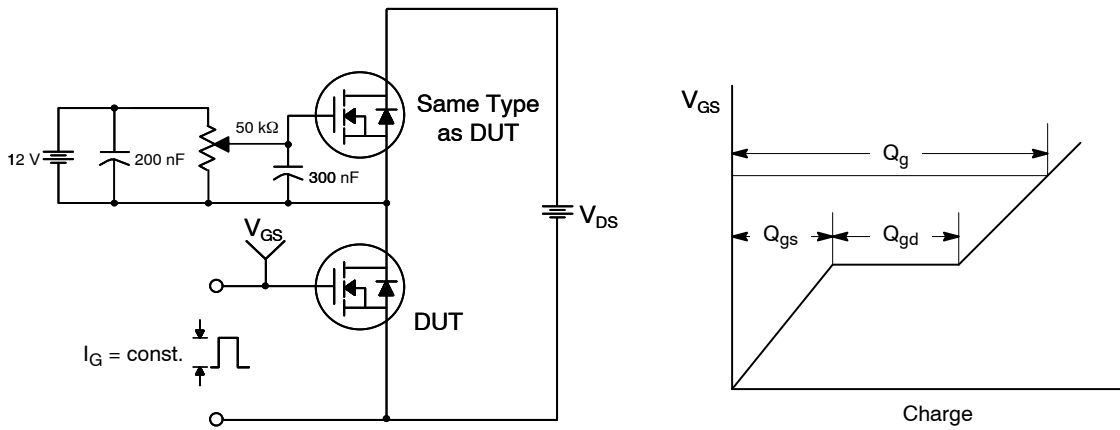 12 V
200 nF
50 kΩ
300 nF
Same Type
as DUT
V_DS
V_GS
DUT
I_G = const.
V_GS
Q_g
Q_gs
Q_gd
Charge